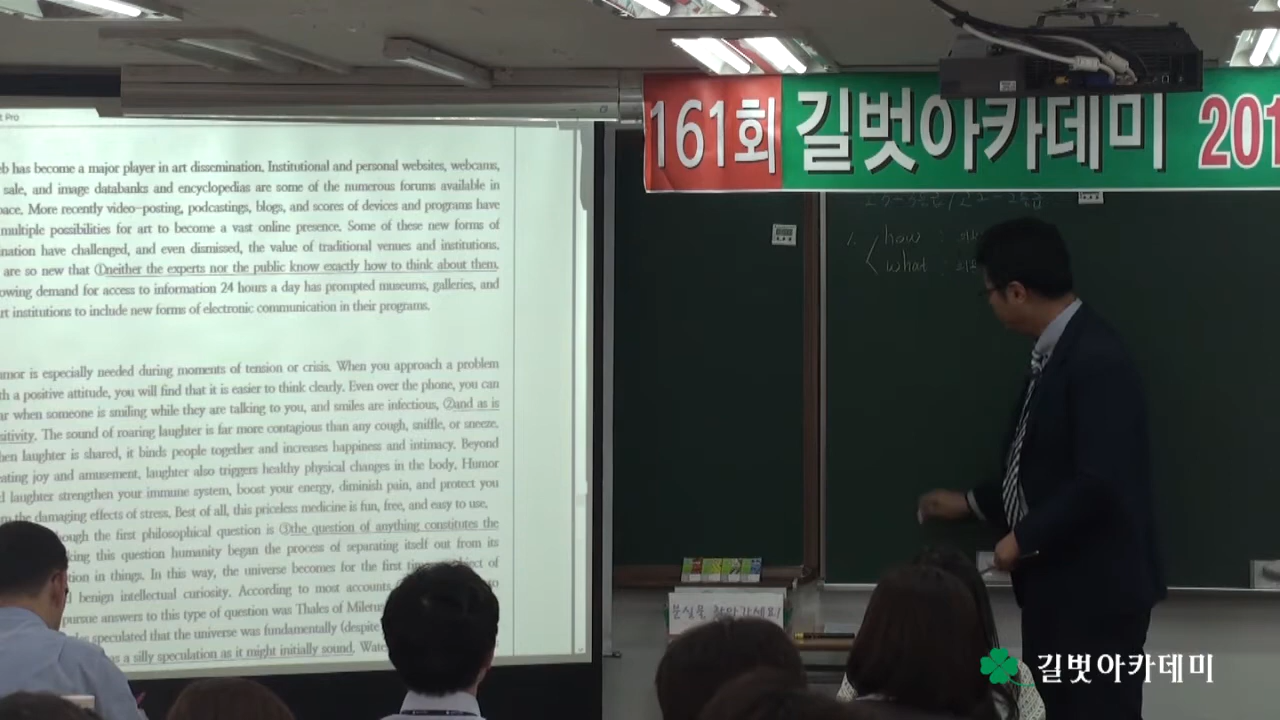 t Pro
eb has become a major player in art dissemination. Institutional and personal websites, webcams,
sale, and image databanks and encyclopedias are some of the numerous forums available in
pace. More recently video-posting, podcastings, blogs, and scores of devices and programs have
multiple possibilities for art to become a vast online presence. Some of these new forms of
ination have challenged, and even dismissed, the value of traditional venues and institutions.
are so new that ①neither the experts nor the public know exactly how to think about them.
owing demand for access to information 24 hours a day has prompted museums, galleries, and
rt institutions to include new forms of electronic communication in their programs.
umor is especially needed during moments of tension or crisis. When you approach a problem
th a positive attitude, you will find that it is easier to think clearly. Even over the phone, you can
ar when someone is smiling while they are talking to you, and smiles are infectious, ②and as is
sitivity. The sound of roaring laughter is far more contagious than any cough, sniffle, or sneeze.
hen laughter is shared, it binds people together and increases happiness and intimacy. Beyond
eating joy and amusement, laughter also triggers healthy physical changes in the body. Humor
d laughter strengthen your immune system, boost your energy, diminish pain, and protect you
m the damaging effects of stress. Best of all, this priceless medicine is fun, free, and easy to use.
ough the first philosophical question is ③the question of anything constitutes the
king this question humanity began the process of separating itself out from its
tion in things. In this way, the universe becomes for the first of
l benign intellectual curiosity. According to most accounts
pursue answers to this type of question was Thales of Miletus
speculated that the universe was fundamentally (despite
s a silly speculation as it might initially sound. Wate
161회 길벗아카데미 201
how :
what :
분실물 찾아가세요!
길벗아카데미